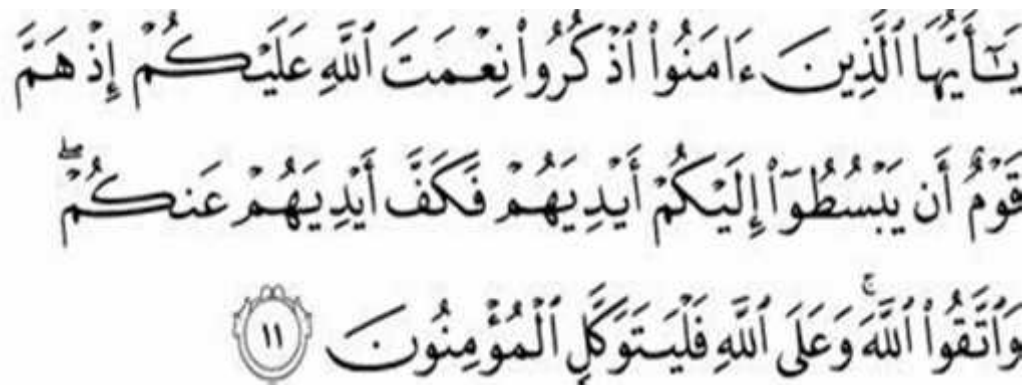 يَـٰٓأَيُّهَا ٱلَّذِينَ ءَامَنُوا۟ ٱذْكُرُوا۟ نِعْمَتَ ٱللَّهِ عَلَيْكُمْ إِذْ هَمَّ
قَوْمٌ أَن يَبْسُطُوٓا۟ إِلَيْكُمْ أَيْدِيَهُمْ فَكَفَّ أَيْدِيَهُمْ عَنكُمْ ۖ
وَٱتَّقُوا۟ ٱللَّهَ ۚ وَعَلَى ٱللَّهِ فَلْيَتَوَكَّلِ ٱلْمُؤْمِنُونَ ١١